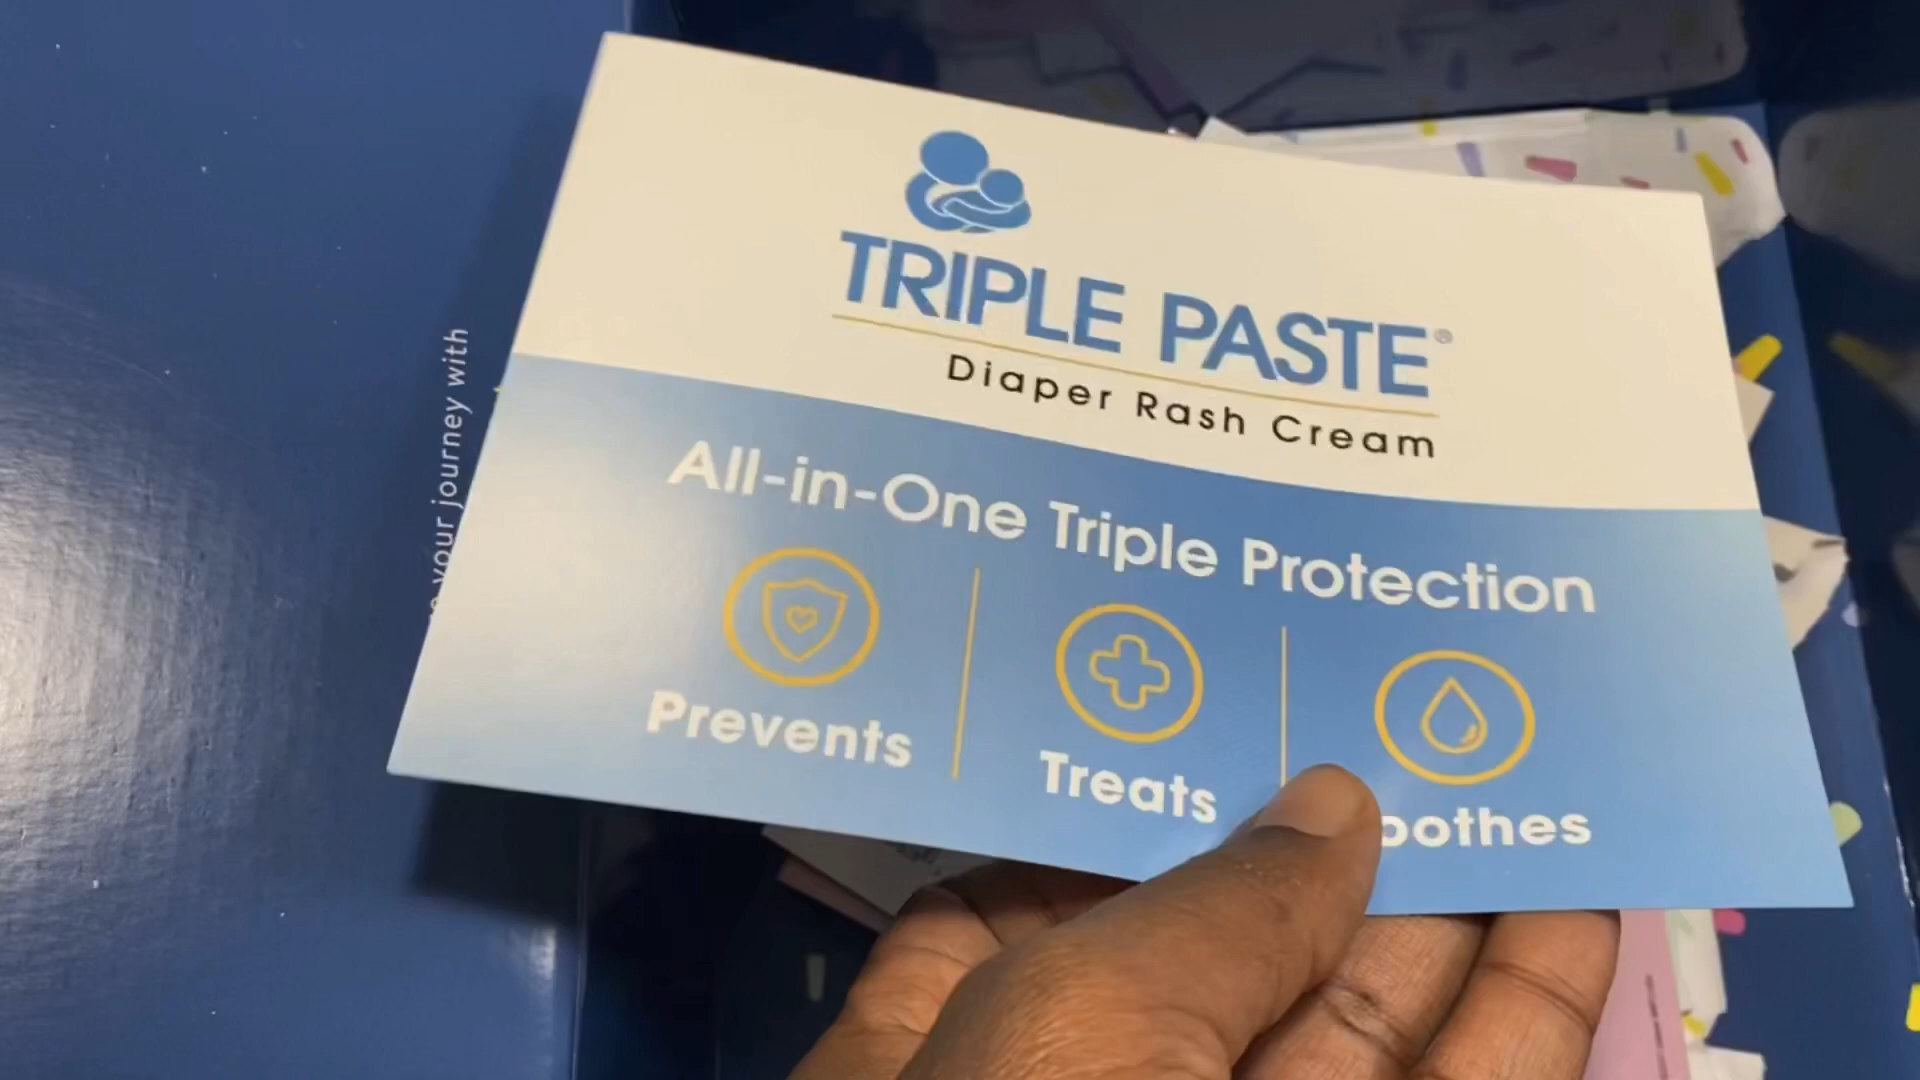 TRIPLE PASTE®
Diaper Rash Cream
All-in-One Triple Protection
Prevents
Treats
oothes
your journey with